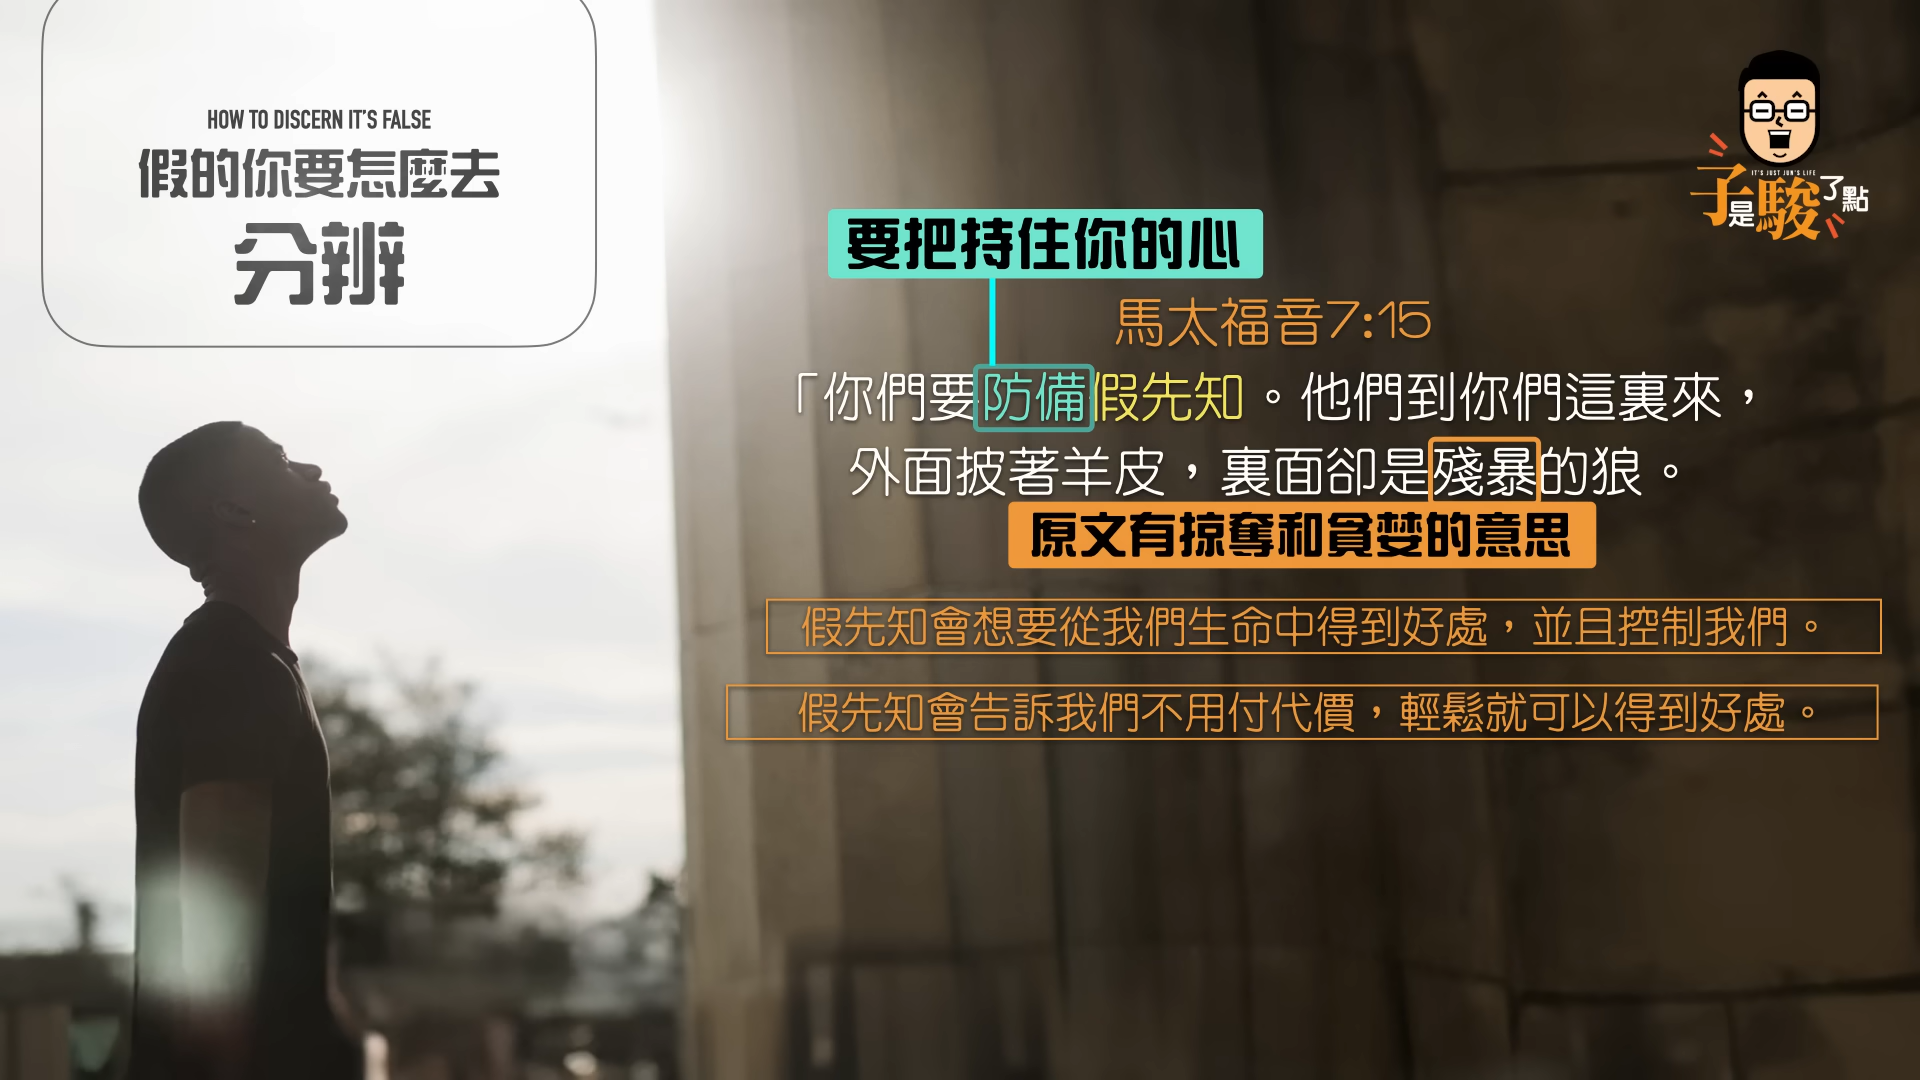 HOW TO DISCERN IT'S FALSE
假的你要怎麼去
分辨
IT'S JUST JUN'S LIFE
子是駿了點
要把持住你的心
馬太福音7:15
「你們要防備假先知。他們到你們這裏來，
外面披著羊皮，裏面卻是殘暴的狼。
原文有掠奪和貪婪的意思
假先知會想要從我們生命中得到好處，並且控制我們。
假先知會告訴我們不用付代價，輕鬆就可以得到好處。